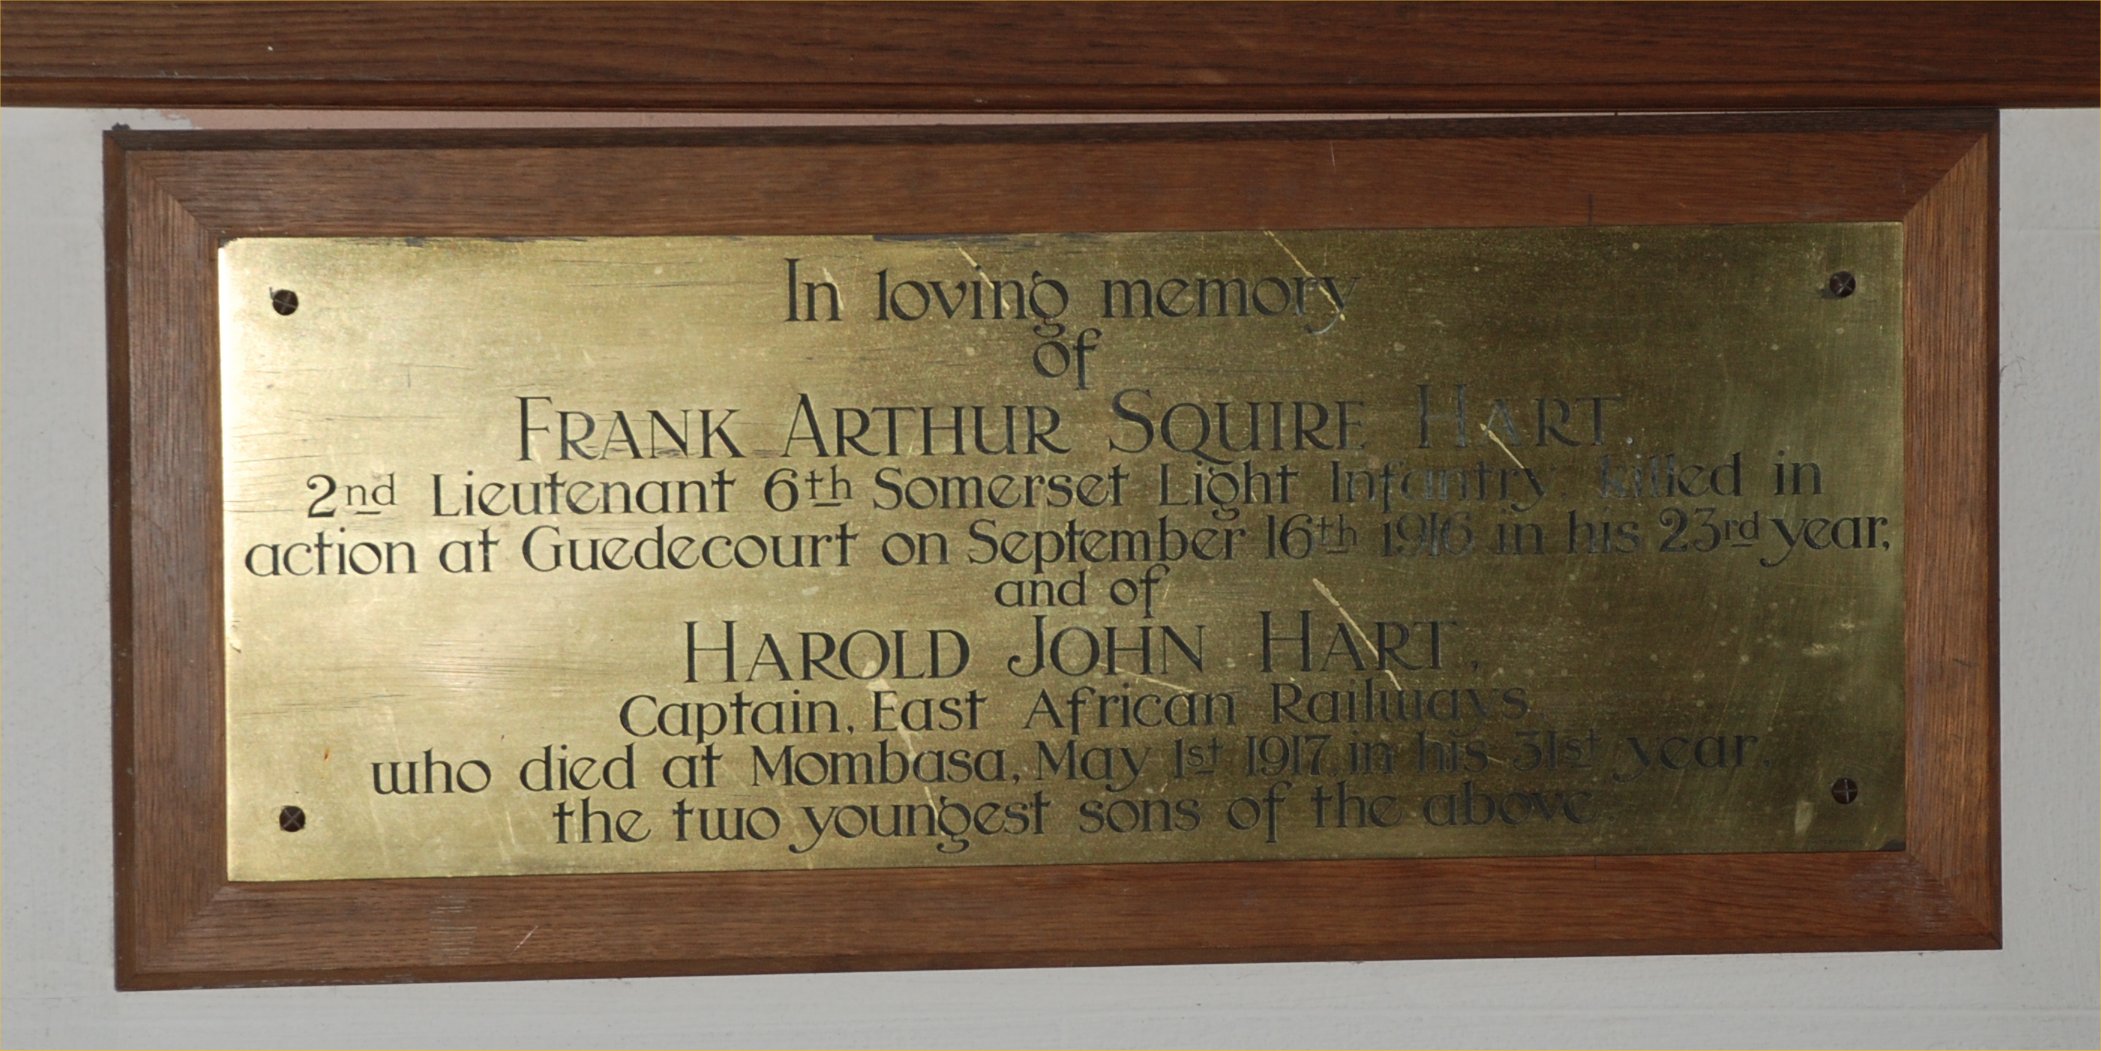 In loving memory
of
FRANK ARTHUR SQUIRE HART,
2nd Lieutenant 6th Somerset Light Infantry, killed in
action at Guedecourt on September 16th 1916 in his 23rd year,
and of
HAROLD JOHN HART,
Captain, East African Railways,
who died at Mombasa, May 1st 1917, in his 31st year,
the two youngest sons of the above.